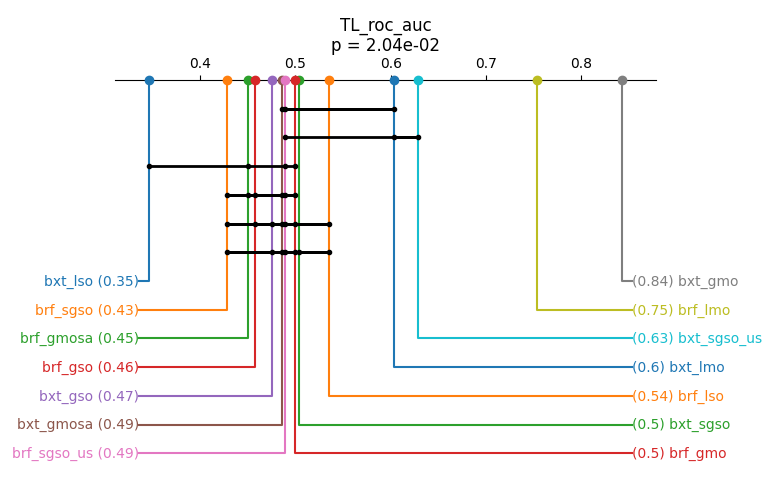 TL_roc_auc
p = 2.04e-02
0.4 0.5 0.6 0.7 0.8
bxt_lso (0.35) (0.84) bxt_gmo
brf_sgso (0.43) (0.75) brf_lmo
brf_gmosa (0.45) (0.63) bxt_sgso_us
brf_gso (0.46) (0.6) bxt_lmo
bxt_gso (0.47) (0.54) brf_lso
bxt_gmosa (0.49) (0.5) bxt_sgso
brf_sgso_us (0.49) (0.5) brf_gmo